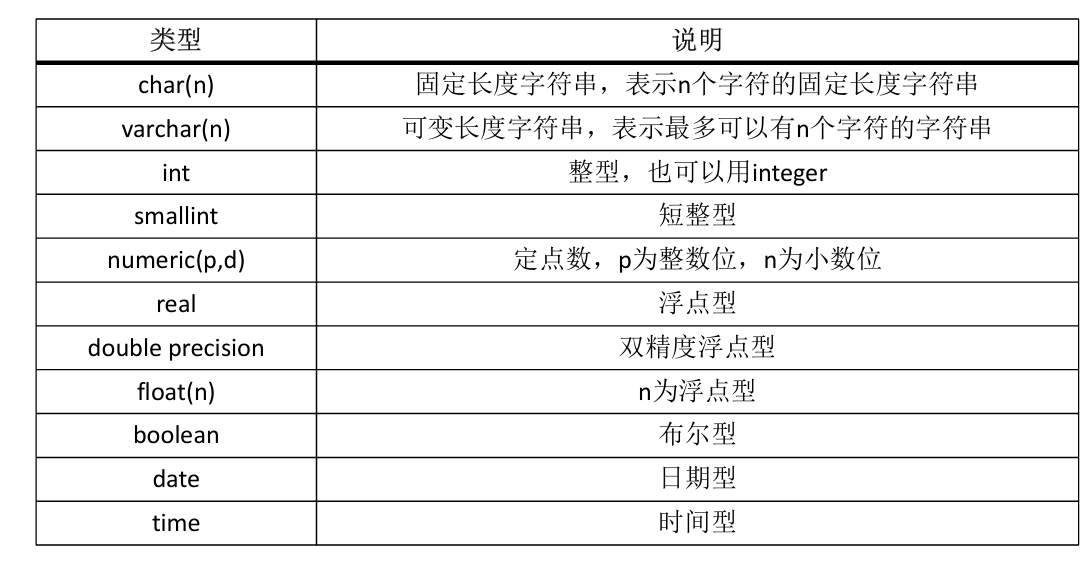 类型 说明
char(n) 固定长度字符串，表示n个字符的固定长度字符串
varchar(n) 可变长度字符串，表示最多可以有n个字符的字符串
int 整型，也可以用integer
smallint 短整型
numeric(p,d) 定点数，p为整数位，n为小数位
real 浮点型
double precision 双精度浮点型
float(n) n为浮点型
boolean 布尔型
date 日期型
time 时间型